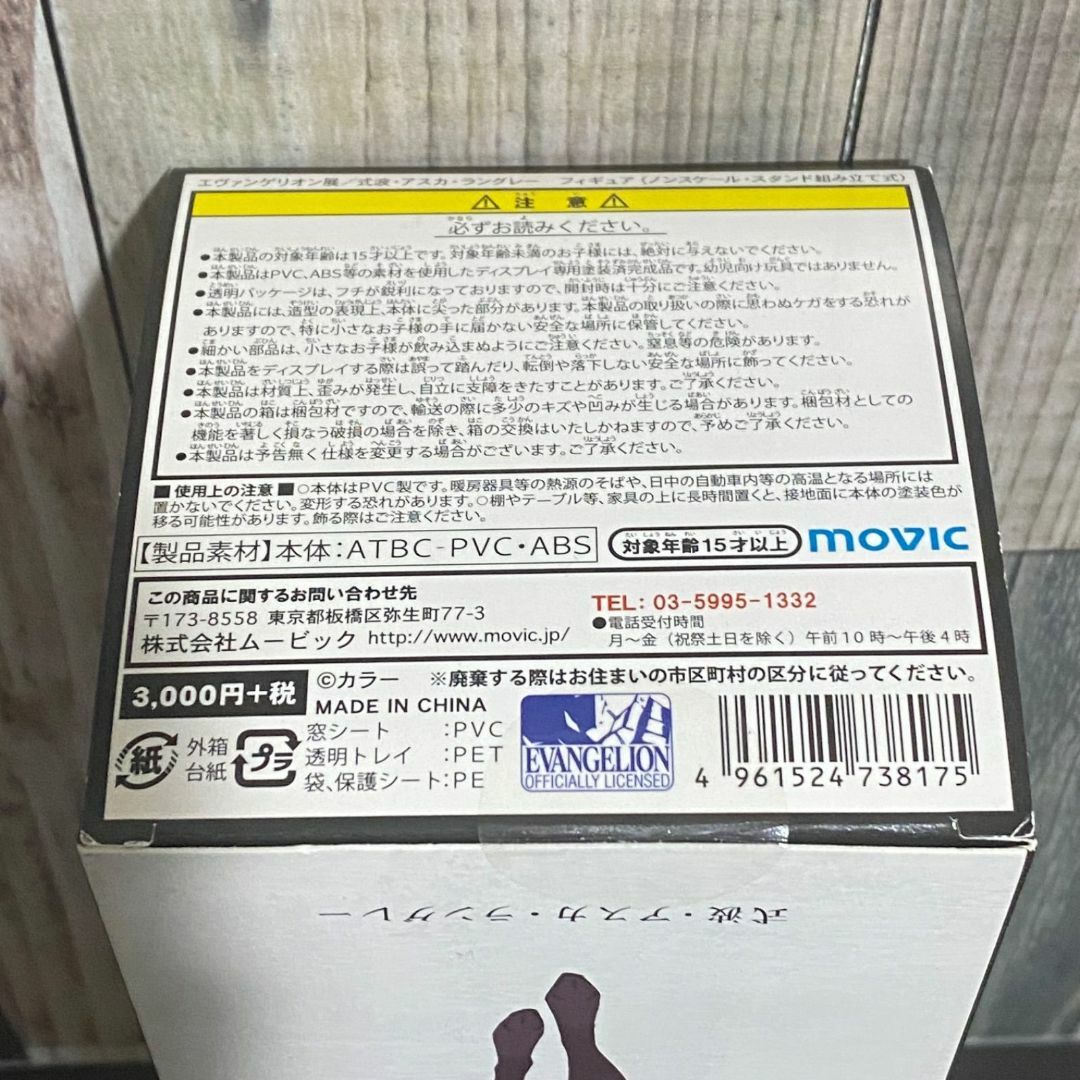 エヴァンゲリオン展／式波・アスカ・ラングレー　フィギュア（ノンスケール・スタンド組み立て式）
注意
必ずお読みください。
●本製品の対象年齢は15才以上です。対象年齢未満のお子様には、絶対に与えないでください。
●本製品はPVC、ABS等の素材を使用したディスプレイ専用塗装済完成品です。幼児向け玩具ではありません。
●透明パッケージは、フチが鋭利になっておりますので、開封時は十分にご注意ください。
●本製品には、造型の表現上、本体に尖った部分があります。本製品の取り扱いの際に思わぬケガをする恐れが
ありますので、特に小さなお子様の手に届かない安全な場所に保管してください。
●細かい部品は、小さなお子様が飲み込まぬようにご注意ください。窒息等の危険があります。
●本製品をディスプレイする際は誤って踏んだり、転倒や落下しない安全な場所に飾ってください。
●本製品は材質上、歪みが発生し、自立に支障をきたすことがあります。ご了承ください。
●本製品の箱は梱包材ですので、輸送の際に多少のキズや凹みが生じる場合があります。梱包材としての
機能を著しく損なう破損の場合を除き、箱の交換はいたしかねますので、予めご了承ください。
●本製品は予告無く仕様を変更する場合がございます。ご了承ください。
■使用上の注意■○本体はPVC製です。暖房器具等の熱源のそばや、日中の自動車内等の高温となる場所には
置かないでください。変形する恐れがあります。○棚やテーブル等、家具の上に長時間置くと、接地面に本体の塗装色が
移る可能性があります。飾る際はご注意ください。
【製品素材】本体：ATBC-PVC・ABS
対象年齢15才以上
movic
この商品に関するお問い合わせ先
〒173-8558 東京都板橋区弥生町77-3
株式会社ムービック http://www.movic.jp/
TEL: 03-5995-1332
●電話受付時間
月～金（祝祭土日を除く）午前10時～午後4時
3,000円+税
©カラー　※廃棄する際はお住まいの市区町村の区分に従ってください。
MADE IN CHINA
紙
外箱
台紙
プラ
窓シート　：PVC
透明トレイ　：PET
袋、保護シート：PE
EVANGELION
OFFICIALLY LICENSED
4 961524 738175
式波・アスカ・ラングレー